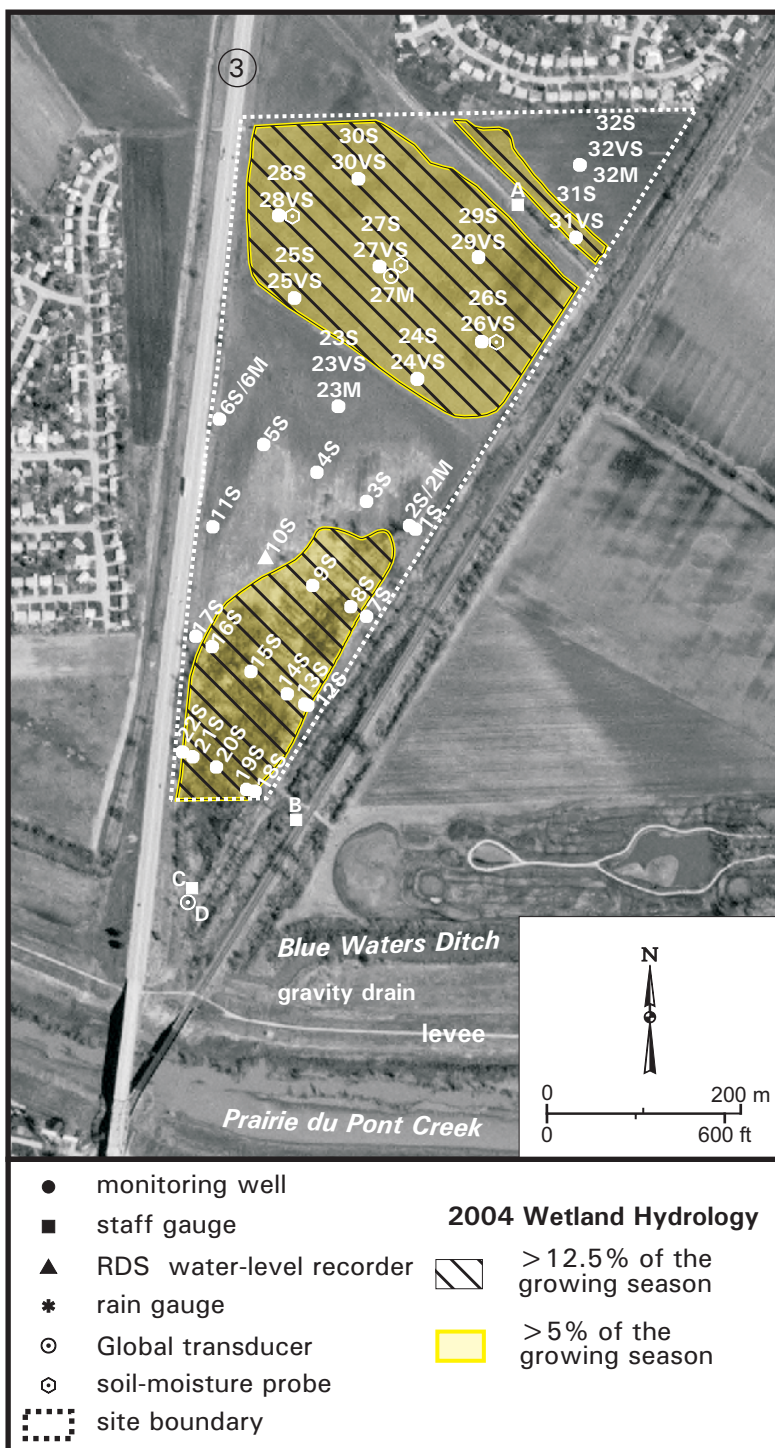 3
32S
32VS
32M
30S
30VS
28S
28VS
A
31S
31VS
27S
27VS
27M
29S
29VS
25S
25VS
26S
26VS
23S
23VS
23M
24S
24VS
6S/6M
5S
4S
3S
2S/2M
1S
11S
10S
9S
8S
7S
17S
16S
15S
14S
13S
12S
22S
21S
20S
19S
18S
B
C
D
Blue Waters Ditch
gravity drain
levee
Prairie du Pont Creek
N
0 200 m
0 600 ft
monitoring well
staff gauge
RDS water-level recorder
rain gauge
Global transducer
soil-moisture probe
site boundary
2004 Wetland Hydrology
>12.5% of the
growing season
>5% of the
growing season